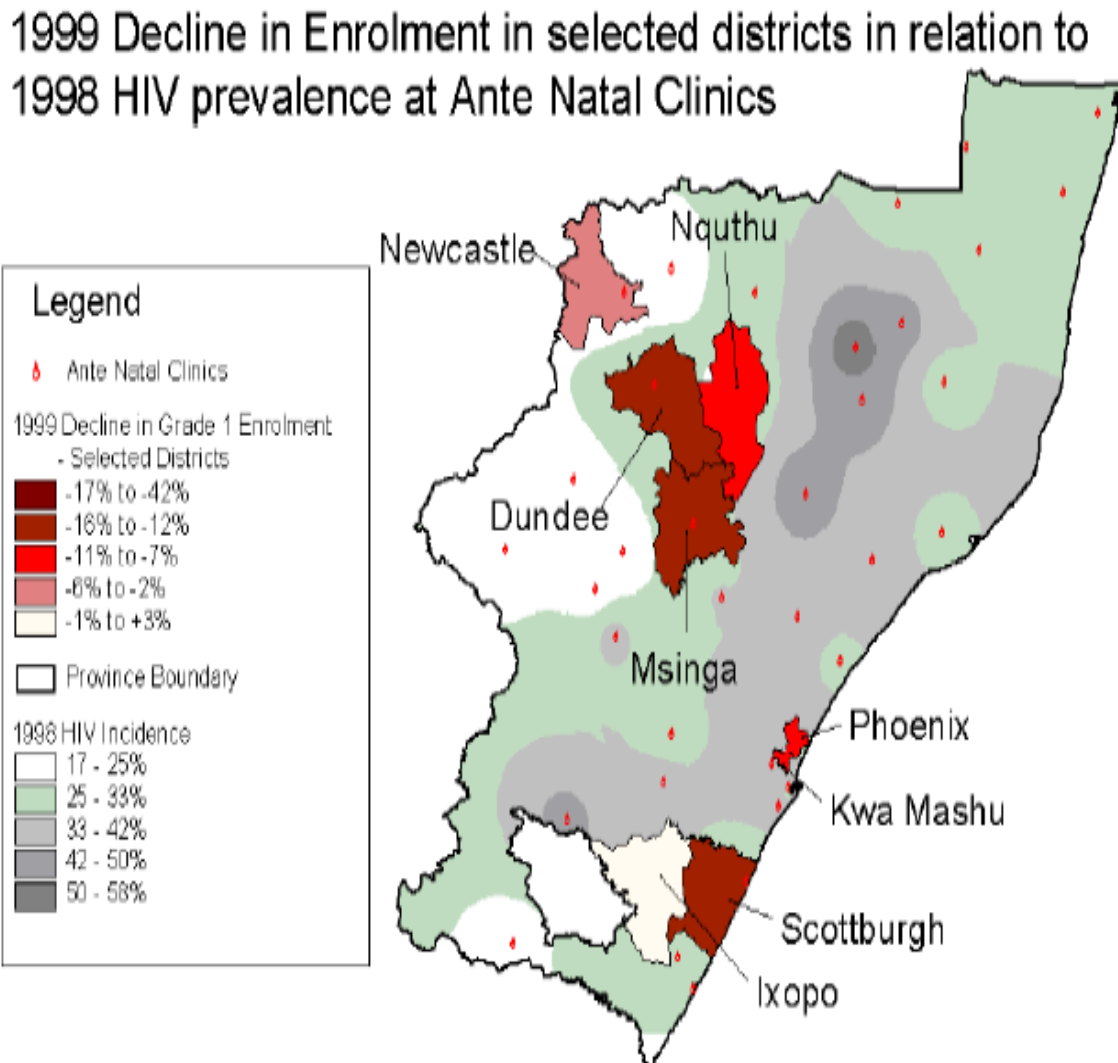 1999 Decline in Enrolment in selected districts in relation to
1998 HIV prevalence at Ante Natal Clinics
Nquthu
Newcastle
Legend
Ante Natal Clinics
1999 Decline in Grade 1 Enrolment
- Selected Districts
-17% to -42%
-16% to -12%
-11% to -7%
-6% to -2%
-1% to +3%
Province Boundary
1998 HIV Incidence
17 - 25%
25 - 33%
33 - 42%
42 - 50%
50 - 58%
Dundee
Msinga
Phoenix
Kwa Mashu
Scottburgh
Ixopo